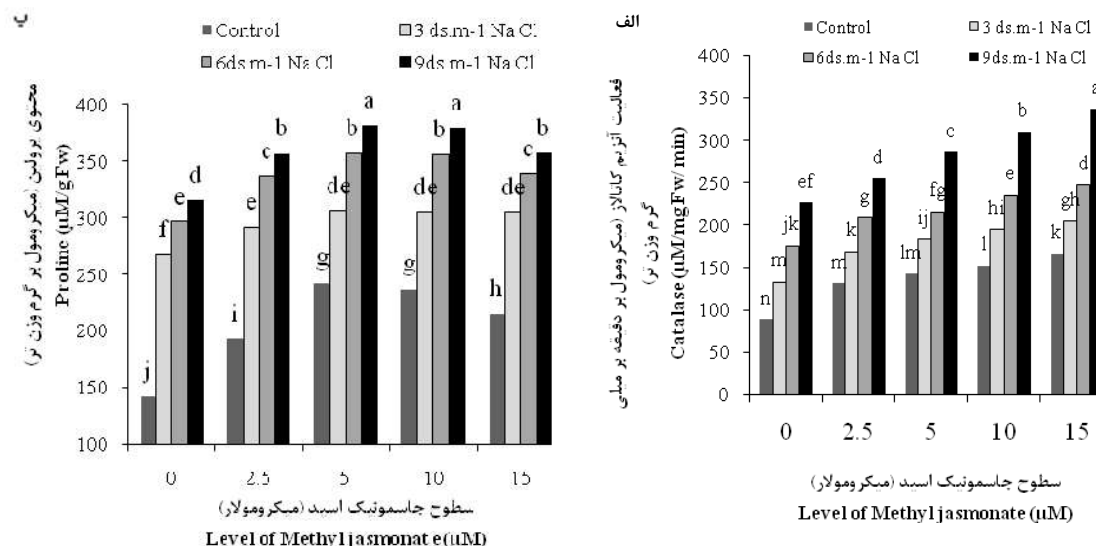 پ
Control 3 ds.m-1 Na Cl
6ds.m-1 Na Cl 9ds.m-1 Na Cl
محتوی پرولین (میکرومول بر گرم وزن تر)
Proline (µM/gFw)
400
350
300
250
200
150
100
j f e d
i e c b
g de b a
g de b a
h de c b
0 2.5 5 10 15
سطوح جاسمونیک اسید (میکرومولار)
Level of Methyl jasmonat e(µM)
الف
Control 3 ds.m-1 Na Cl
6ds.m-1 Na Cl 9ds.m-1 Na Cl
فعالیت آنزیم کاتالاز (میکرومول بر دقیقه بر میلی
گرم وزن تر)
Catalase (µM/mgFw/ min)
400
350
300
250
200
150
100
50
0
n m jk ef
m k g d
lm ij fg c
l hi e b
k gh d a
0 2.5 5 10 15
سطوح جاسمونیک اسید (میکرومولار)
Level of Methyl jasmonate (µM)